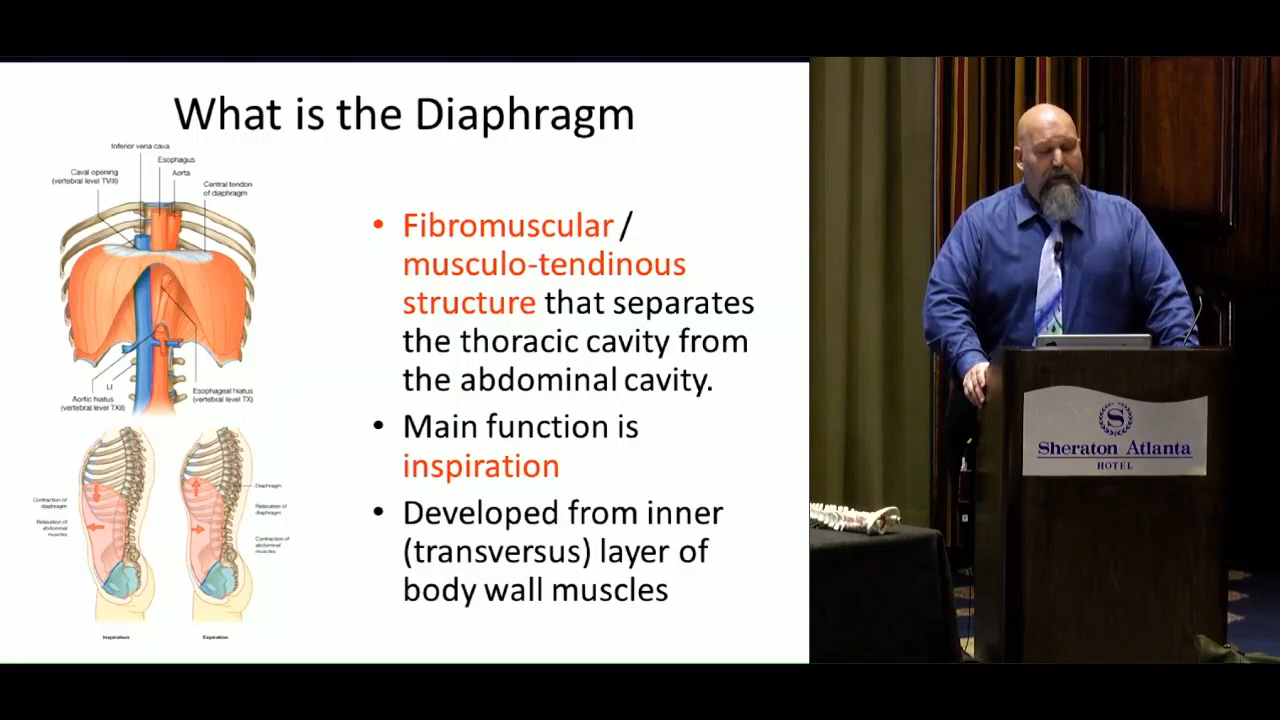 What is the Diaphragm
Inferior vena cava
Esophagus
Caval opening
(vertebral level TVIII)
Aorta
Central tendon
of diaphragm
LI
Aortic hiatus
(vertebral level TXII)
Esophageal hiatus
(vertebral level TX)
Contraction of
diaphragm
Relaxation of
abdominal
muscles
Diaphragm
Relaxation of
diaphragm
Contraction of
abdominal
muscles
Inspiration
Expiration
• Fibromuscular /
musculo-tendinous
structure that separates
the thoracic cavity from
the abdominal cavity.
• Main function is
inspiration
• Developed from inner
(transversus) layer of
body wall muscles
S
Sheraton Atlanta
HOTEL